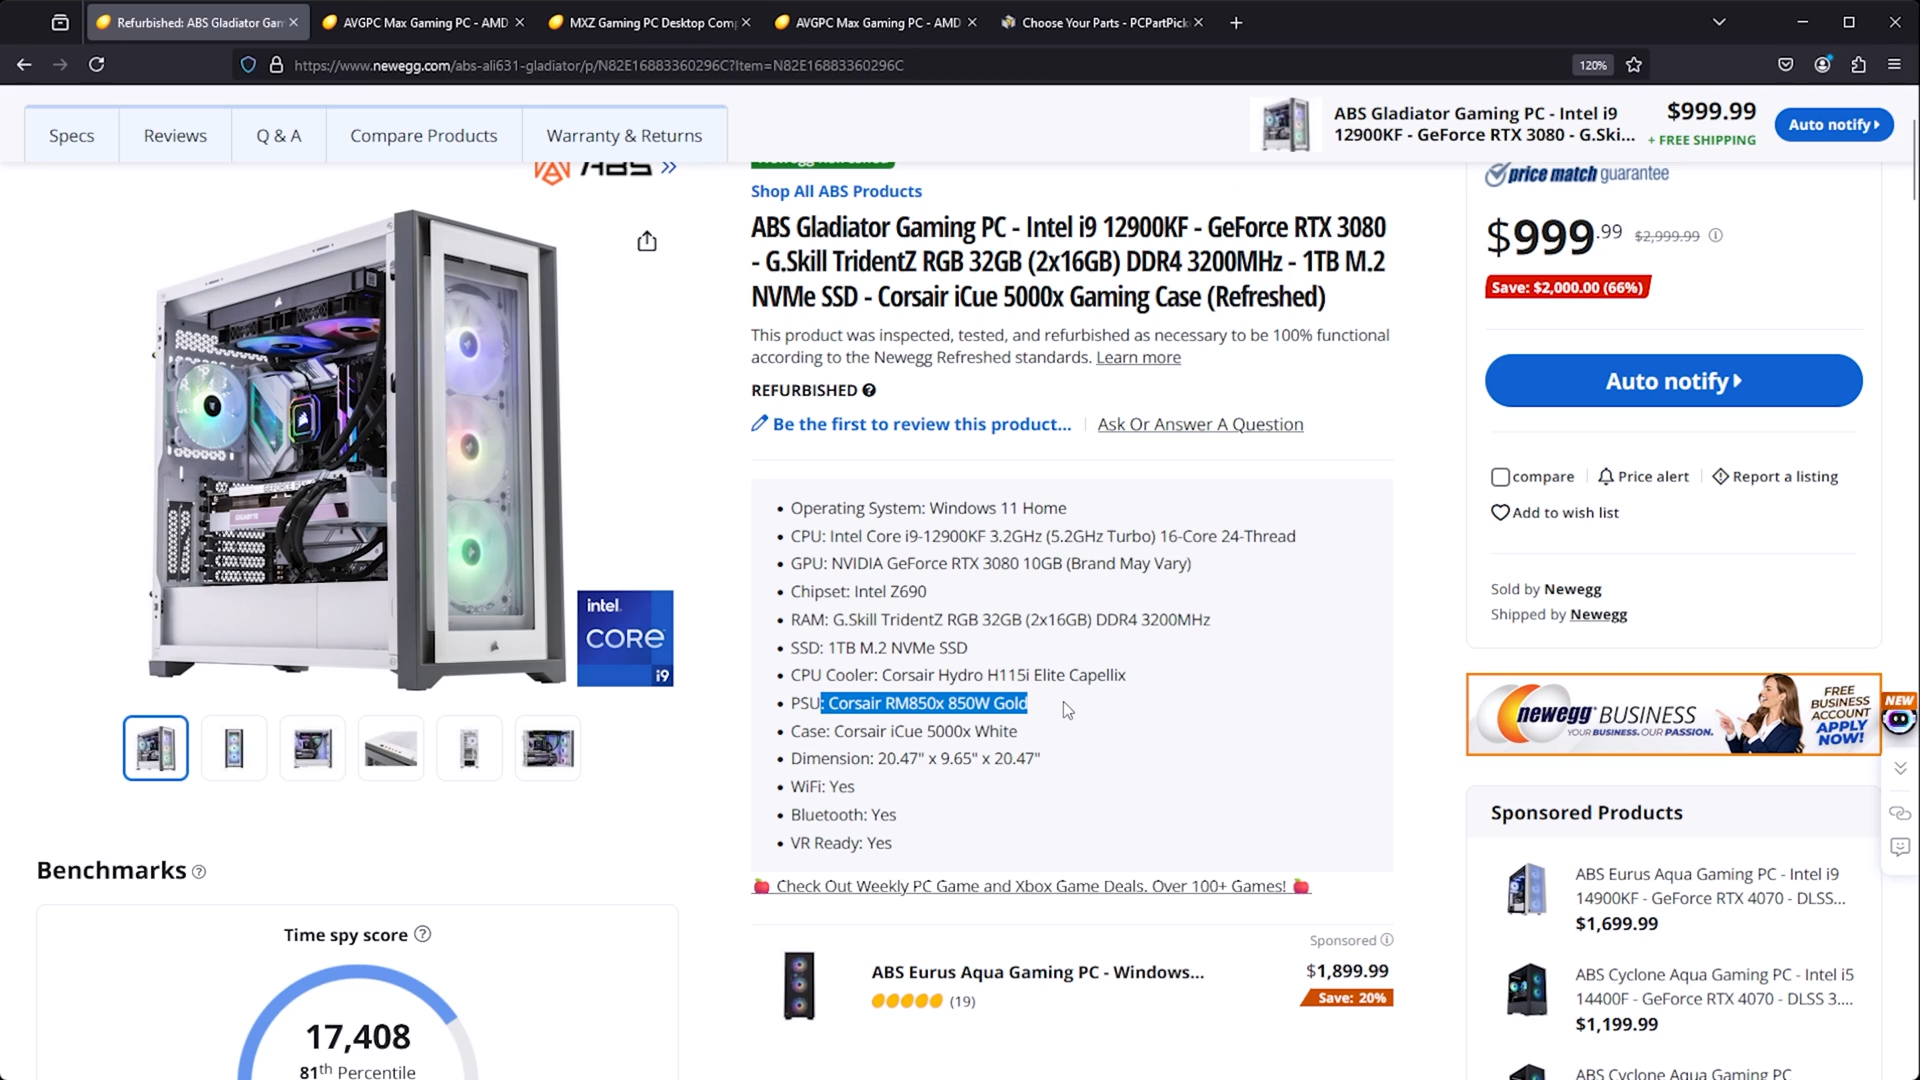 Refurbished: ABS Gladiator Gam
AVGPC Max Gaming PC - AMD
MXZ Gaming PC Desktop Comp
AVGPC Max Gaming PC - AMD
Choose Your Parts - PCPartPick
https://www.newegg.com/abs-ali631-gladiator/p/N82E16883360296C?Item=N82E16883360296C
120%
Specs
Reviews
Q & A
Compare Products
Warranty & Returns
ABS Gladiator Gaming PC - Intel i9
12900KF - GeForce RTX 3080 - G.Ski...
$999.99
+ FREE SHIPPING
Auto notify
ABS
Shop All ABS Products
ABS Gladiator Gaming PC - Intel i9 12900KF - GeForce RTX 3080
- G.Skill TridentZ RGB 32GB (2x16GB) DDR4 3200MHz - 1TB M.2
NVMe SSD - Corsair iCue 5000x Gaming Case (Refreshed)
This product was inspected, tested, and refurbished as necessary to be 100% functional
according to the Newegg Refreshed standards. Learn more
REFURBISHED
Be the first to review this product...
Ask Or Answer A Question
• Operating System: Windows 11 Home
• CPU: Intel Core i9-12900KF 3.2GHz (5.2GHz Turbo) 16-Core 24-Thread
• GPU: NVIDIA GeForce RTX 3080 10GB (Brand May Vary)
• Chipset: Intel Z690
• RAM: G.Skill TridentZ RGB 32GB (2x16GB) DDR4 3200MHz
• SSD: 1TB M.2 NVMe SSD
• CPU Cooler: Corsair Hydro H115i Elite Capellix
• PSU: Corsair RM850x 850W Gold
• Case: Corsair iCue 5000x White
• Dimension: 20.47" x 9.65" x 20.47"
• WiFi: Yes
• Bluetooth: Yes
• VR Ready: Yes
Check Out Weekly PC Game and Xbox Game Deals. Over 100+ Games!
Sponsored
ABS Eurus Aqua Gaming PC - Windows...
(19)
$1,899.99
Save: 20%
intel.
CORE
i9
Benchmarks
Time spy score
17,408
81th Percentile
price match guarantee
$999.99 $2,999.99
Save: $2,000.00 (66%)
Auto notify
compare
Price alert
Report a listing
Add to wish list
Sold by Newegg
Shipped by Newegg
newegg BUSINESS
YOUR BUSINESS. OUR PASSION.
FREE
BUSINESS
ACCOUNT
APPLY
NOW!
NEW
Sponsored Products
ABS Eurus Aqua Gaming PC - Intel i9
14900KF - GeForce RTX 4070 - DLSS...
$1,699.99
ABS Cyclone Aqua Gaming PC - Intel i5
14400F - GeForce RTX 4070 - DLSS 3....
$1,199.99
ABS Cyclone Aqua Gaming PC